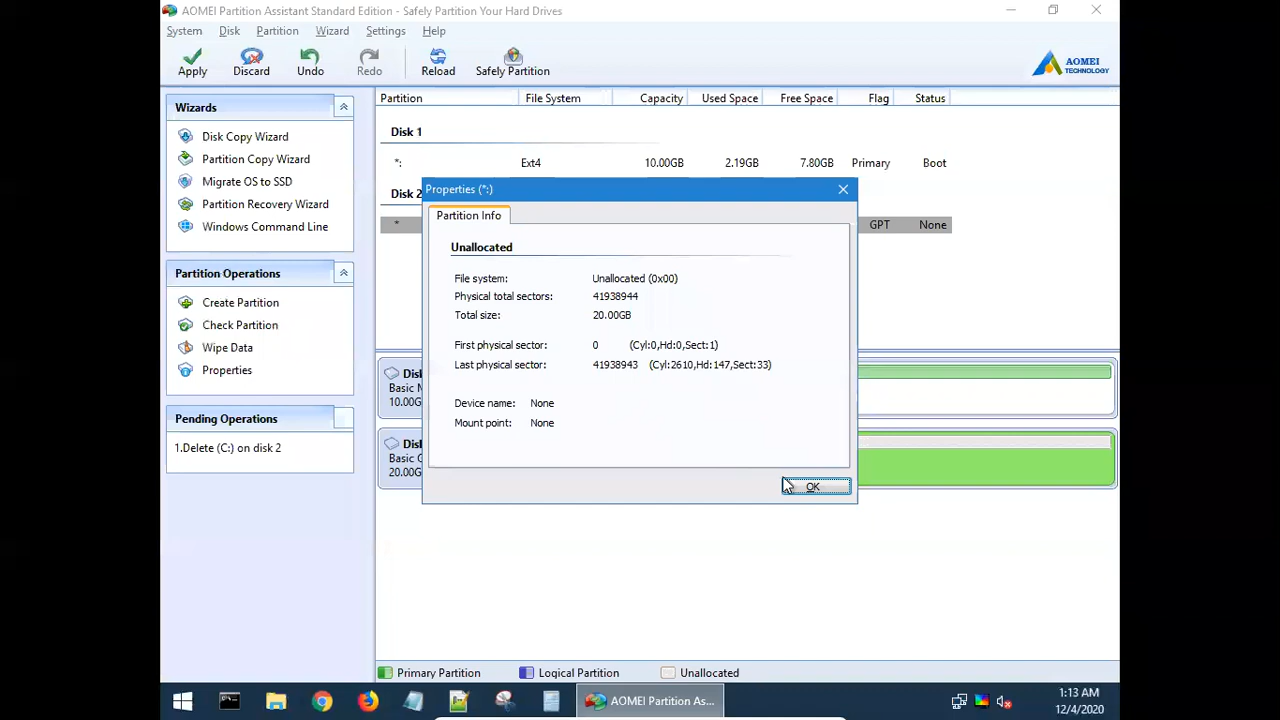 AOMEI Partition Assistant Standard Edition - Safely Partition Your Hard Drives
System Disk Partition Wizard Settings Help
Apply Discard Undo Redo Reload Safely Partition
AOMEI
TECHNOLOGY
Wizards
Disk Copy Wizard
Partition Copy Wizard
Migrate OS to SSD
Partition Recovery Wizard
Windows Command Line
Partition Operations
Create Partition
Check Partition
Wipe Data
Properties
Pending Operations
1.Delete (C:) on disk 2
Partition File System Capacity Used Space Free Space Flag Status
Disk 1
*: Ext4 10.00GB 2.19GB 7.80GB Primary Boot
Disk 2
* GPT None
Properties (*:)
Partition Info
Unallocated
File system: Unallocated (0x00)
Physical total sectors: 41938944
Total size: 20.00GB
First physical sector: 0 (Cyl:0,Hd:0,Sect:1)
Last physical sector: 41938943 (Cyl:2610,Hd:147,Sect:33)
Device name: None
Mount point: None
OK
Basic
10.00G
Basic
20.00G
Primary Partition Logical Partition Unallocated
AOMEI Partition As...
1:13 AM
12/4/2020